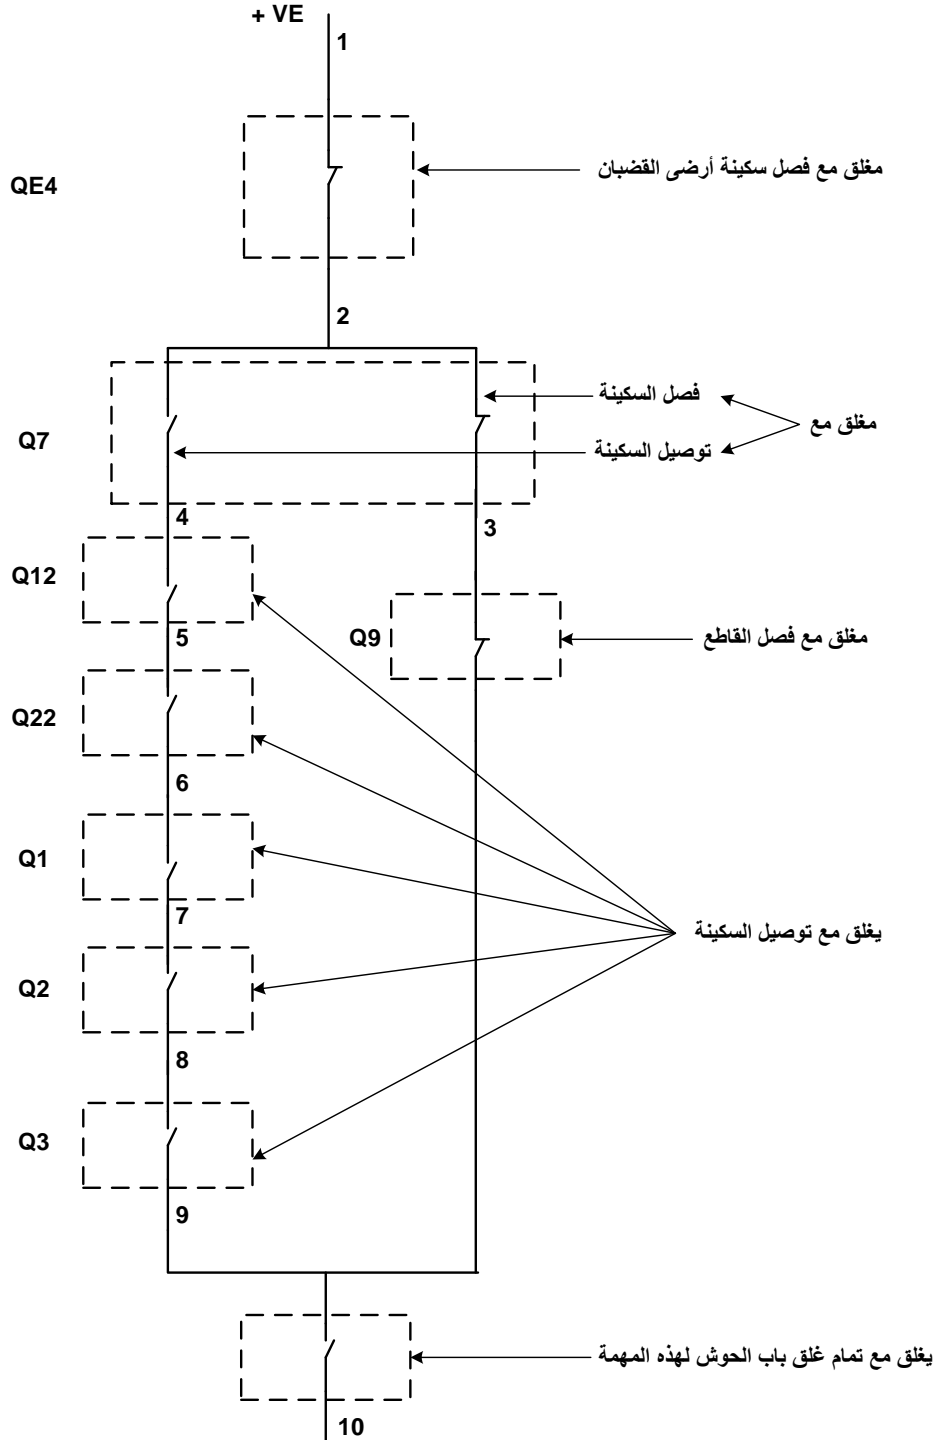 + VE
1
QE4
مغلق مع فصل سكينة أرضى القضبان
2
فصل السكينة
مغلق مع
Q7
توصيل السكينة
4
3
Q12
5
Q9
مغلق مع فصل القاطع
Q22
6
Q1
7
يغلق مع توصيل السكينة
Q2
8
Q3
9
يغلق مع تمام غلق باب الحوش لهذه المهمة
10